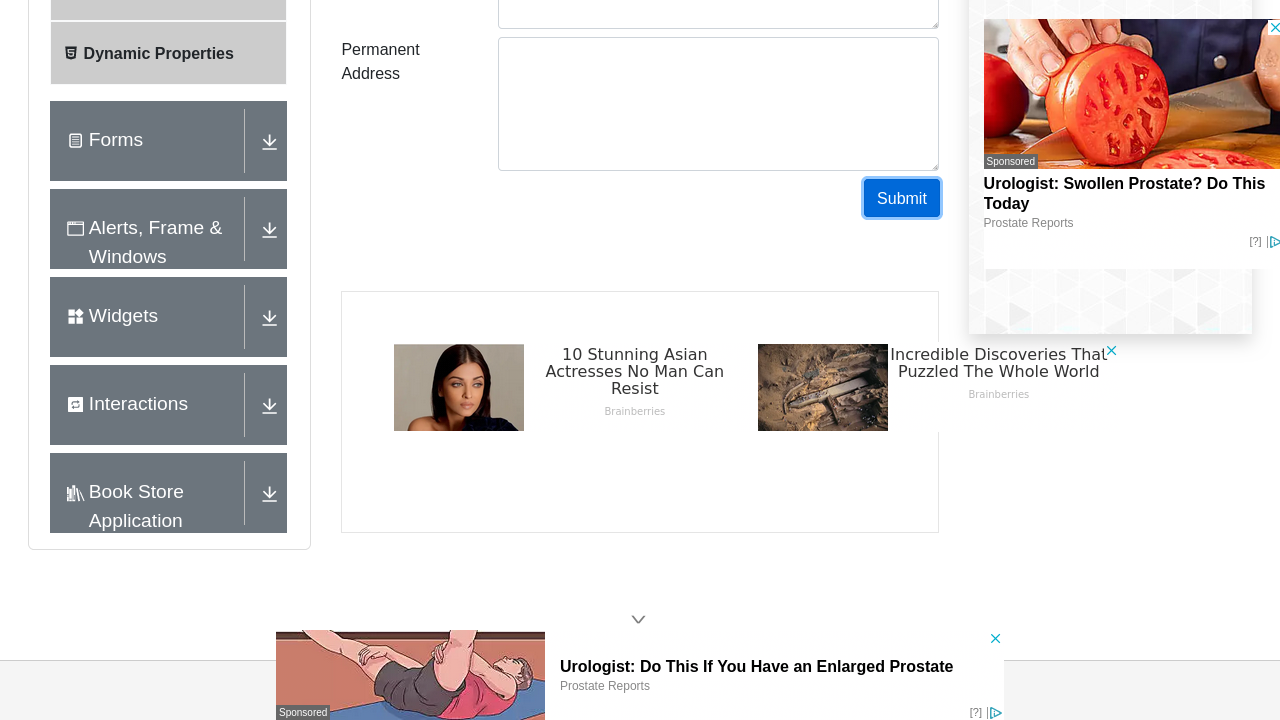 Dynamic Properties
Forms
Alerts, Frame &
Windows
Widgets
Interactions
Book Store
Application
Permanent
Address
Submit
10 Stunning Asian
Actresses No Man Can
Resist
Brainberries
Incredible Discoveries That
Puzzled The Whole World
Brainberries
Sponsored
Urologist: Swollen Prostate? Do This
Today
Prostate Reports
[?]
Sponsored
Urologist: Do This If You Have an Enlarged Prostate
Prostate Reports
[?]